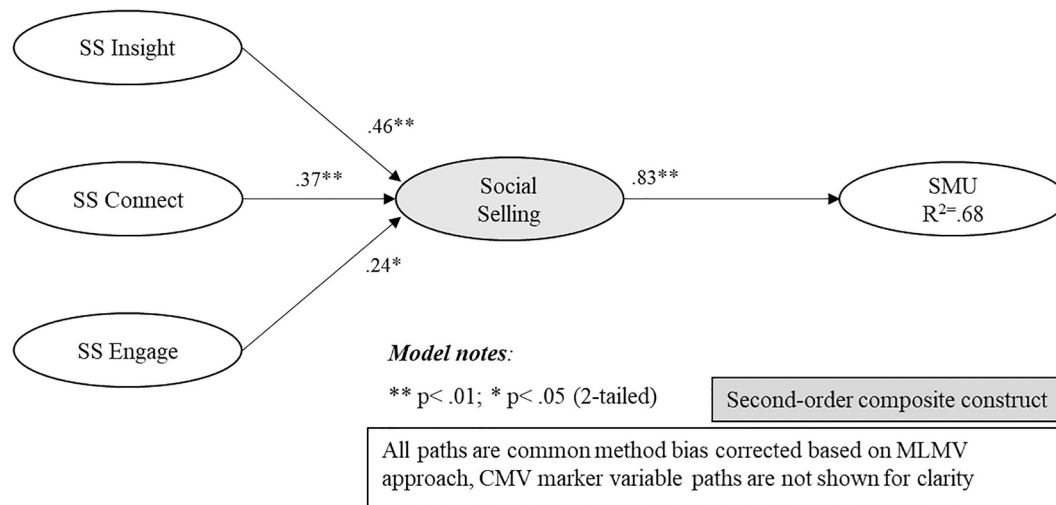 SS Insight
.46**
SS Connect
.37**
Social
Selling
.83**
SMU
R²⁼.68
.24*
SS Engage
Model notes:
** p< .01; * p< .05 (2-tailed)
Second-order composite construct
All paths are common method bias corrected based on MLMV
approach, CMV marker variable paths are not shown for clarity